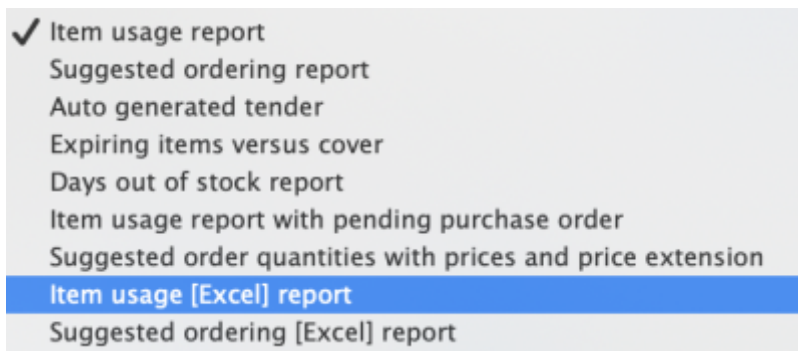 Item usage report
Suggested ordering report
Auto generated tender
Expiring items versus cover
Days out of stock report
Item usage report with pending purchase order
Suggested order quantities with prices and price extension
Item usage [Excel] report
Suggested ordering [Excel] report